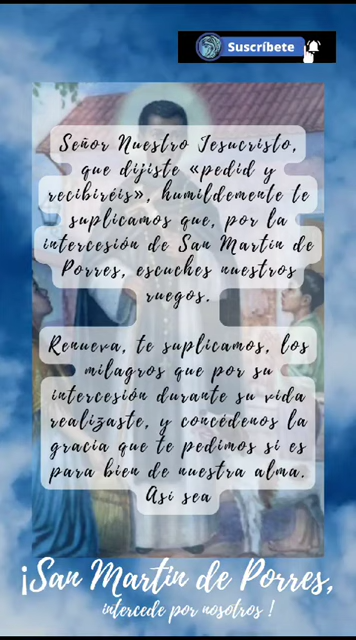 Suscríbete
Señor Nuestro Jesucristo,
que dijiste «pedid y
recibiréis», humildemente te
suplicamos que, por la
intercesión de San Martín de
Porres, escuches nuestros
ruegos.
Renueva, te suplicamos, los
milagros que por su
intercesión durante su vida
realizaste, y concédenos la
gracia que te pedimos si es
para bien de nuestra alma.
Así sea
¡San Martín de Porres,
intercede por nosotros !